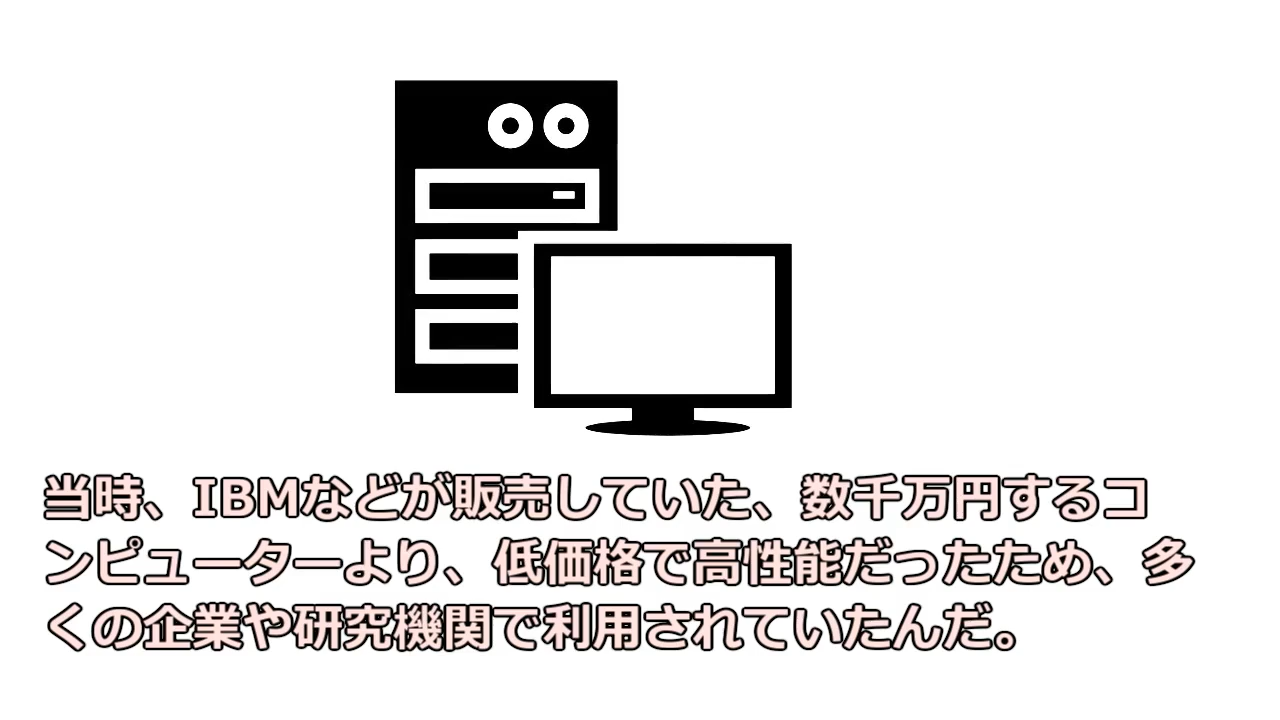 当時、IBMなどが販売していた、数千万円するコ
ンピューターより、低価格で高性能だったため、多
くの企業や研究機関で利用されていたんだ。